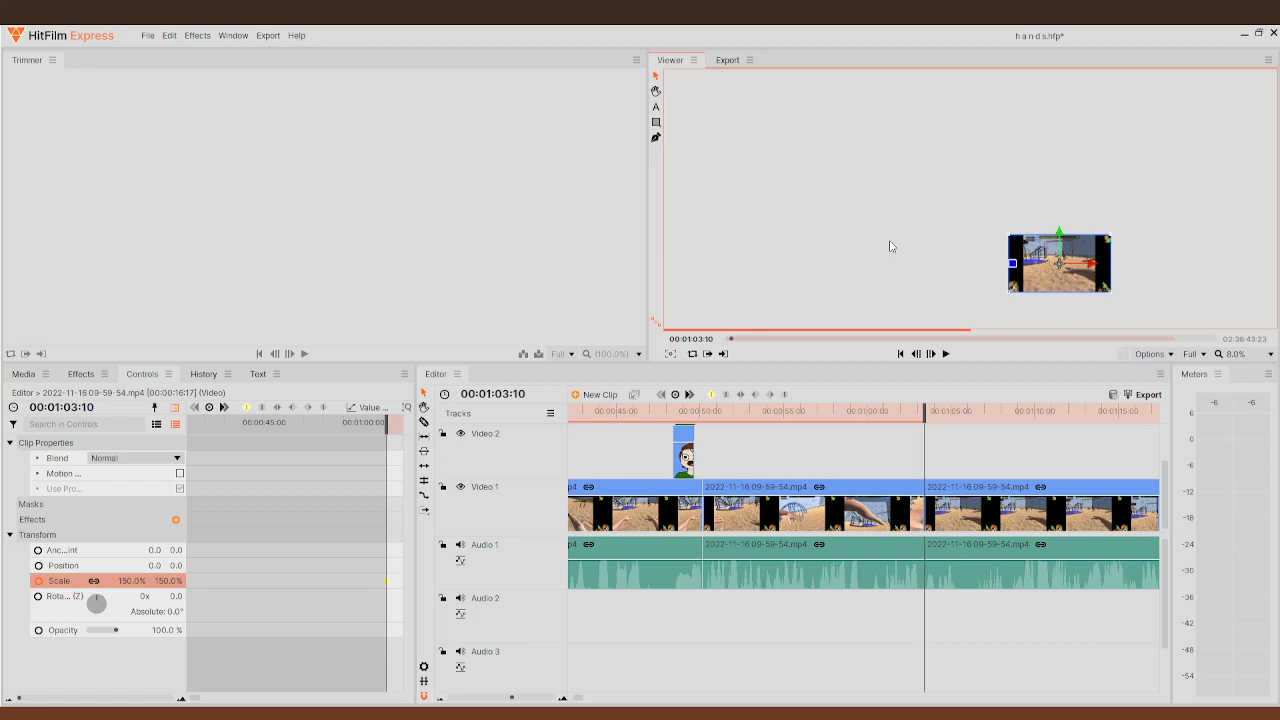 HitFilm Express
File Edit Effects Window Export Help
h a n d s.hfp*
Trimmer
Viewer Export
A
Full (100.0%)
00:01:03:10
02:36:43:23
Options Full 8.0%
Media Effects Controls History Text
Editor > 2022-11-16 09-59-54.mp4 [00:00:16:17] (Video)
00:01:03:10
Value ...
Search in Controls
00:00:45:00 00:01:00:00
Clip Properties
Blend Normal
Motion ...
Use Pro...
Masks
Effects
Transform
Anc...int 0.0 0.0
Position 0.0 0.0
Scale 150.0% 150.0%
Rota... (Z) 0x 0.0
Absolute: 0.0°
Opacity 100.0 %
Editor
00:01:03:10
New Clip
Export
Tracks
00:00:45:00 00:00:50:00 00:00:55:00 00:01:00:00 00:01:05:00 00:01:10:00 00:01:15:00
Video 2
Video 1
p4 2022-11-16 09-59-54.mp4 2022-11-16 09-59-54.mp4
Audio 1
p4 2022-11-16 09-59-54.mp4 2022-11-16 09-59-54.mp4
Audio 2
Audio 3
Meters
-6 -6
6
0
-6
-12
-18
-24
-30
-36
-42
-48
-54